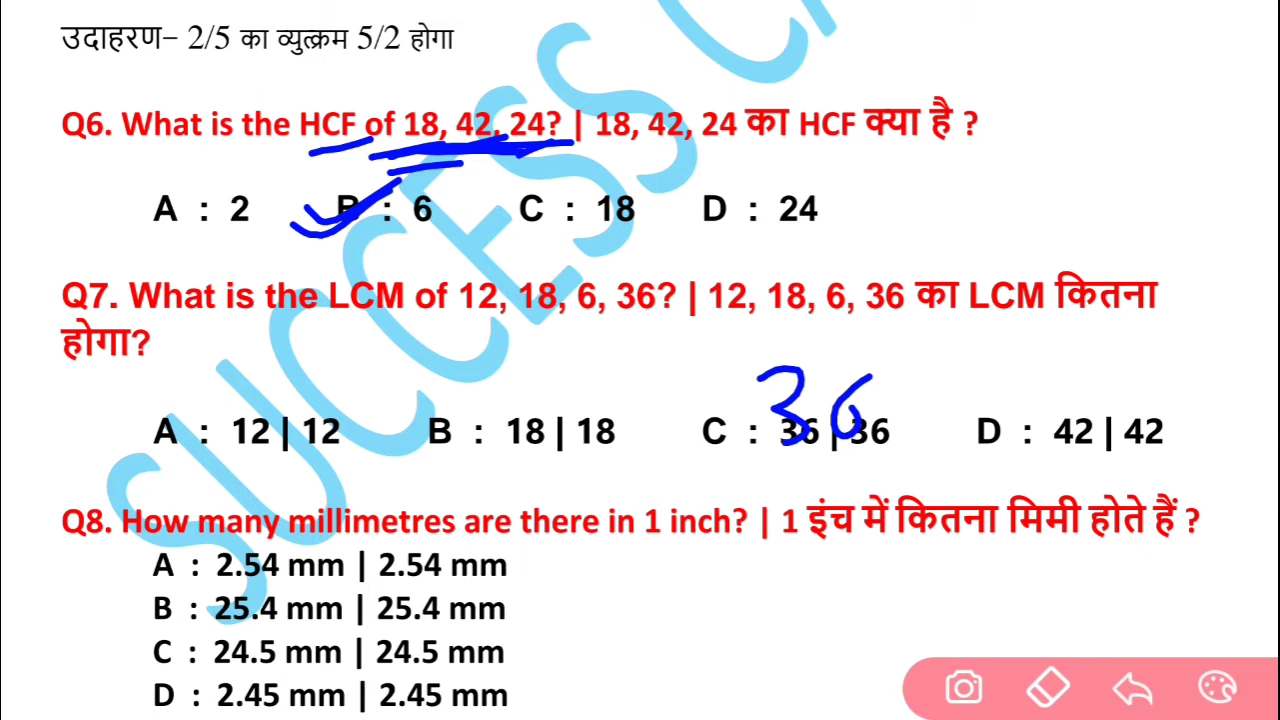 उदाहरण– 2/5 का व्युत्क्रम 5/2 होगा
Q6. What is the HCF of 18, 42, 24? | 18, 42, 24 का HCF क्या है ?
A : 2 B : 6 C : 18 D : 24
Q7. What is the LCM of 12, 18, 6, 36? | 12, 18, 6, 36 का LCM कितना
होगा?
36
A : 12 | 12 B : 18 | 18 C : 36 | 36 D : 42 | 42
Q8. How many millimetres are there in 1 inch? | 1 इंच में कितना मिमी होते हैं ?
A : 2.54 mm | 2.54 mm
B : 25.4 mm | 25.4 mm
C : 24.5 mm | 24.5 mm
D : 2.45 mm | 2.45 mm
SUCCESS